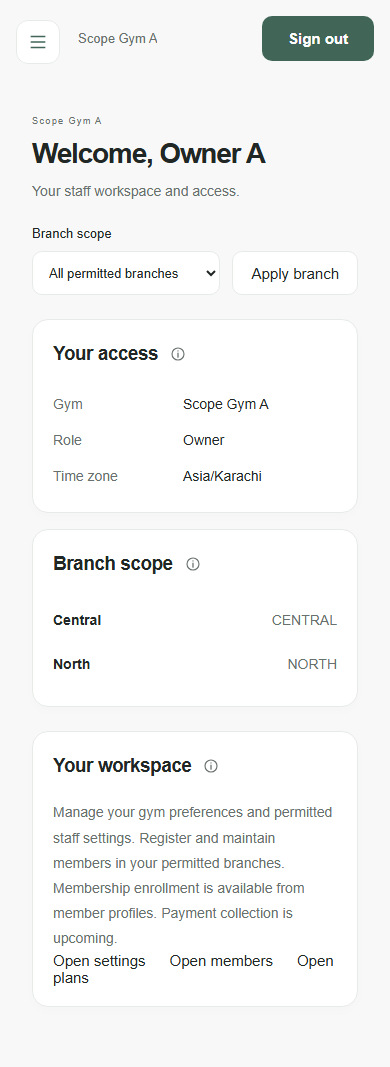 Scope Gym A
Sign out
Scope Gym A
Welcome, Owner A
Your staff workspace and access.
Branch scope
All permitted branches
Apply branch
Your access
Gym Scope Gym A
Role Owner
Time zone Asia/Karachi
Branch scope
Central CENTRAL
North NORTH
Your workspace
Manage your gym preferences and permitted
staff settings. Register and maintain
members in your permitted branches.
Membership enrollment is available from
member profiles. Payment collection is
upcoming.
Open settings Open members Open
plans